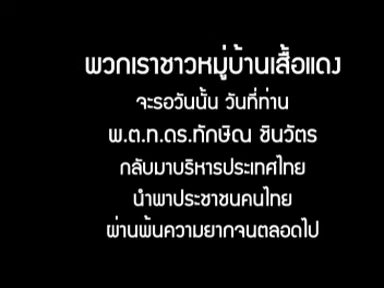 พวกเราชาวหมู่บ้านเสื้อแดง
จะรอวันนั้น วันที่ท่าน
พ.ต.ท.ดร.ทักษิณ ชินวัตร
กลับมาบริหารประเทศไทย
นำพาประชาชนคนไทย
ผ่านพ้นความยากจนตลอดไป